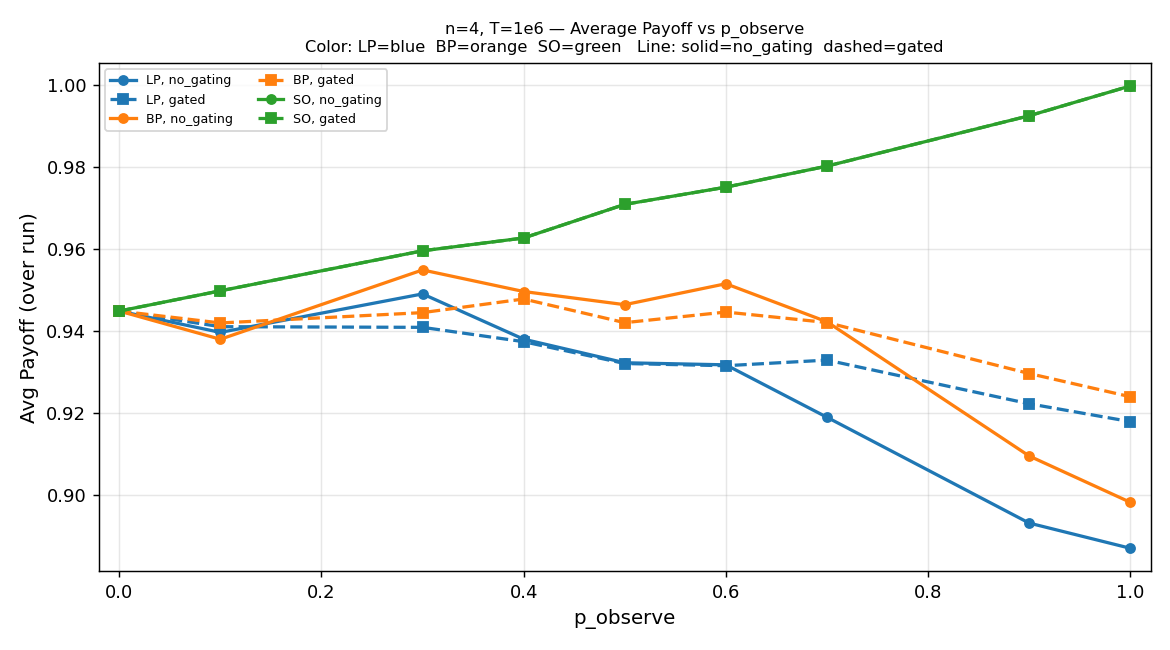 n=4, T=1e6 — Average Payoff vs p_observe
Color: LP=blue  BP=orange  SO=green   Line: solid=no_gating  dashed=gated
LP, no_gating
LP, gated
BP, no_gating
BP, gated
SO, no_gating
SO, gated
Avg Payoff (over run)
1.00
0.98
0.96
0.94
0.92
0.90
0.0
0.2
0.4
0.6
0.8
1.0
p_observe